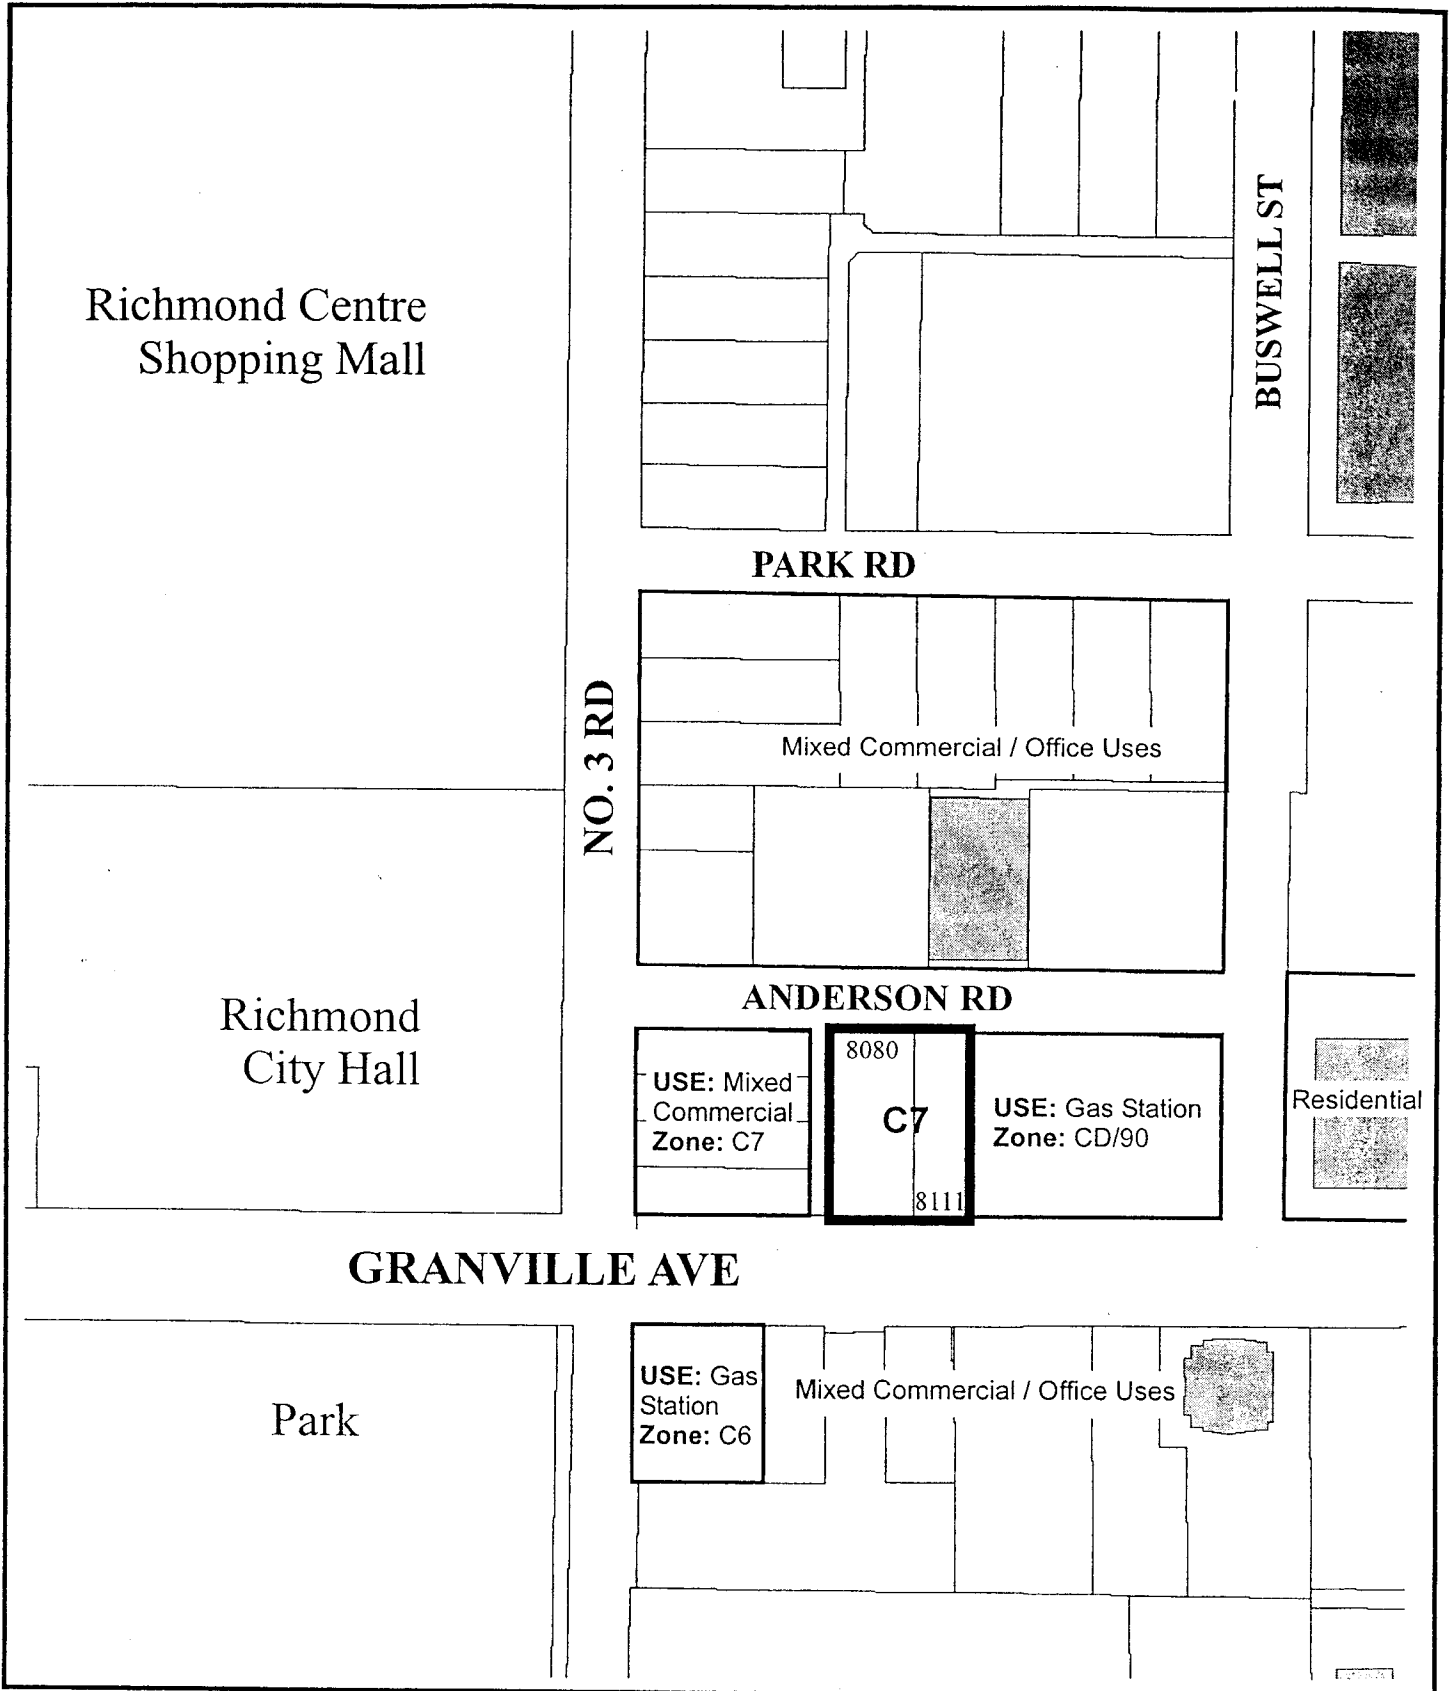 BUSWELL ST
Richmond Centre
Shopping Mall
PARK RD
NO. 3 RD
Mixed Commercial / Office Uses
ANDERSON RD
Richmond
City Hall
USE: Mixed
Commercial
Zone: C7
8080
C7
8111
USE: Gas Station
Zone: CD/90
Residential
GRANVILLE AVE
Park
USE: Gas
Station
Zone: C6
Mixed Commercial / Office Uses